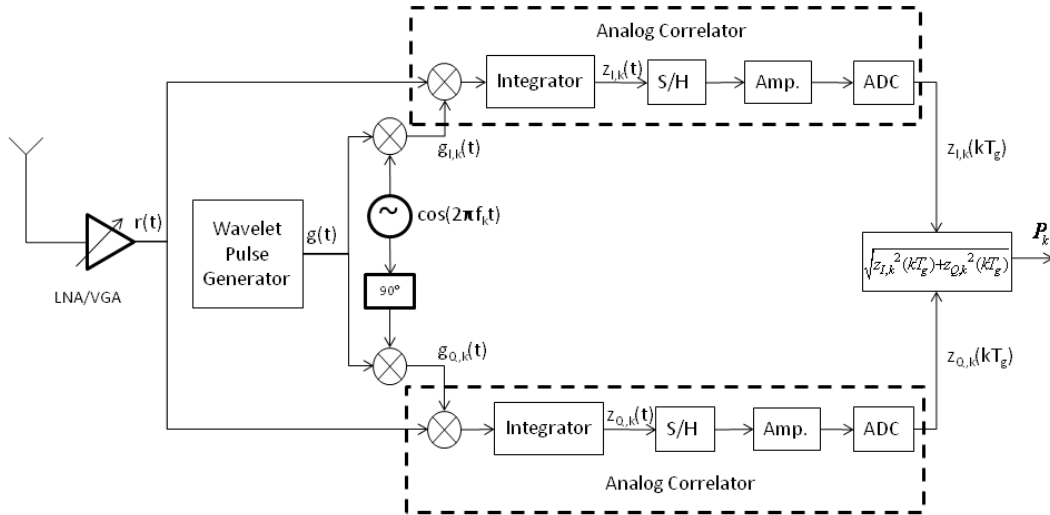 Analog Correlator
Integrator
z_{I,k}(t)
S/H
Amp.
ADC
g_{I,k}(t)
z_{I,k}(kT_g)
~
cos(2πf_kt)
r(t)
Wavelet
Pulse
Generator
g(t)
LNA/VGA
90°
√z_{I,k}²(kT_g)+z_{Q,k}²(kT_g)
P_k
g_{Q,k}(t)
z_{Q,k}(kT_g)
Integrator
z_{Q,k}(t)
S/H
Amp.
ADC
Analog Correlator